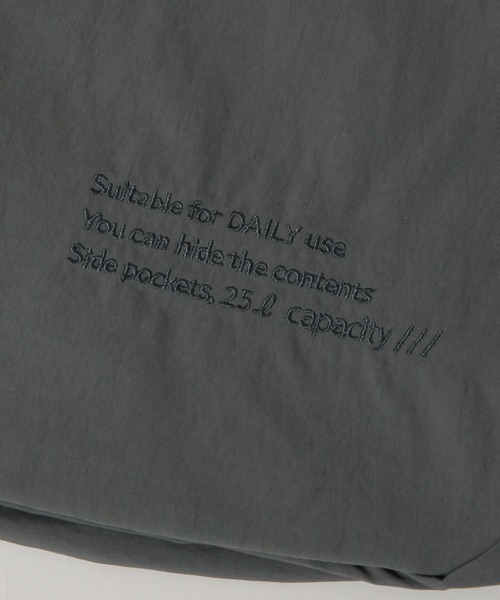 Suitable for DAILY use
You can hide the contents
Side pockets, 25ℓ capacity ///